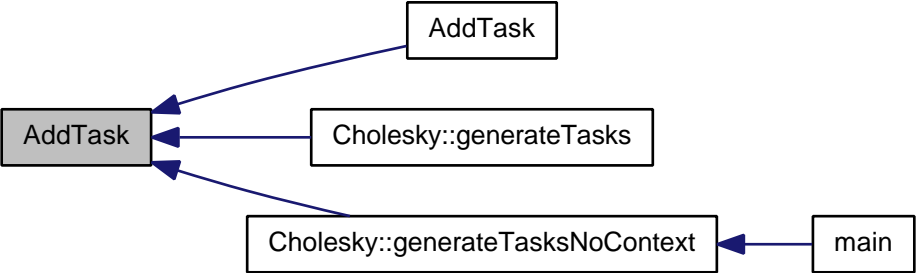 AddTask
AddTask
Cholesky::generateTasks
Cholesky::generateTasksNoContext
main